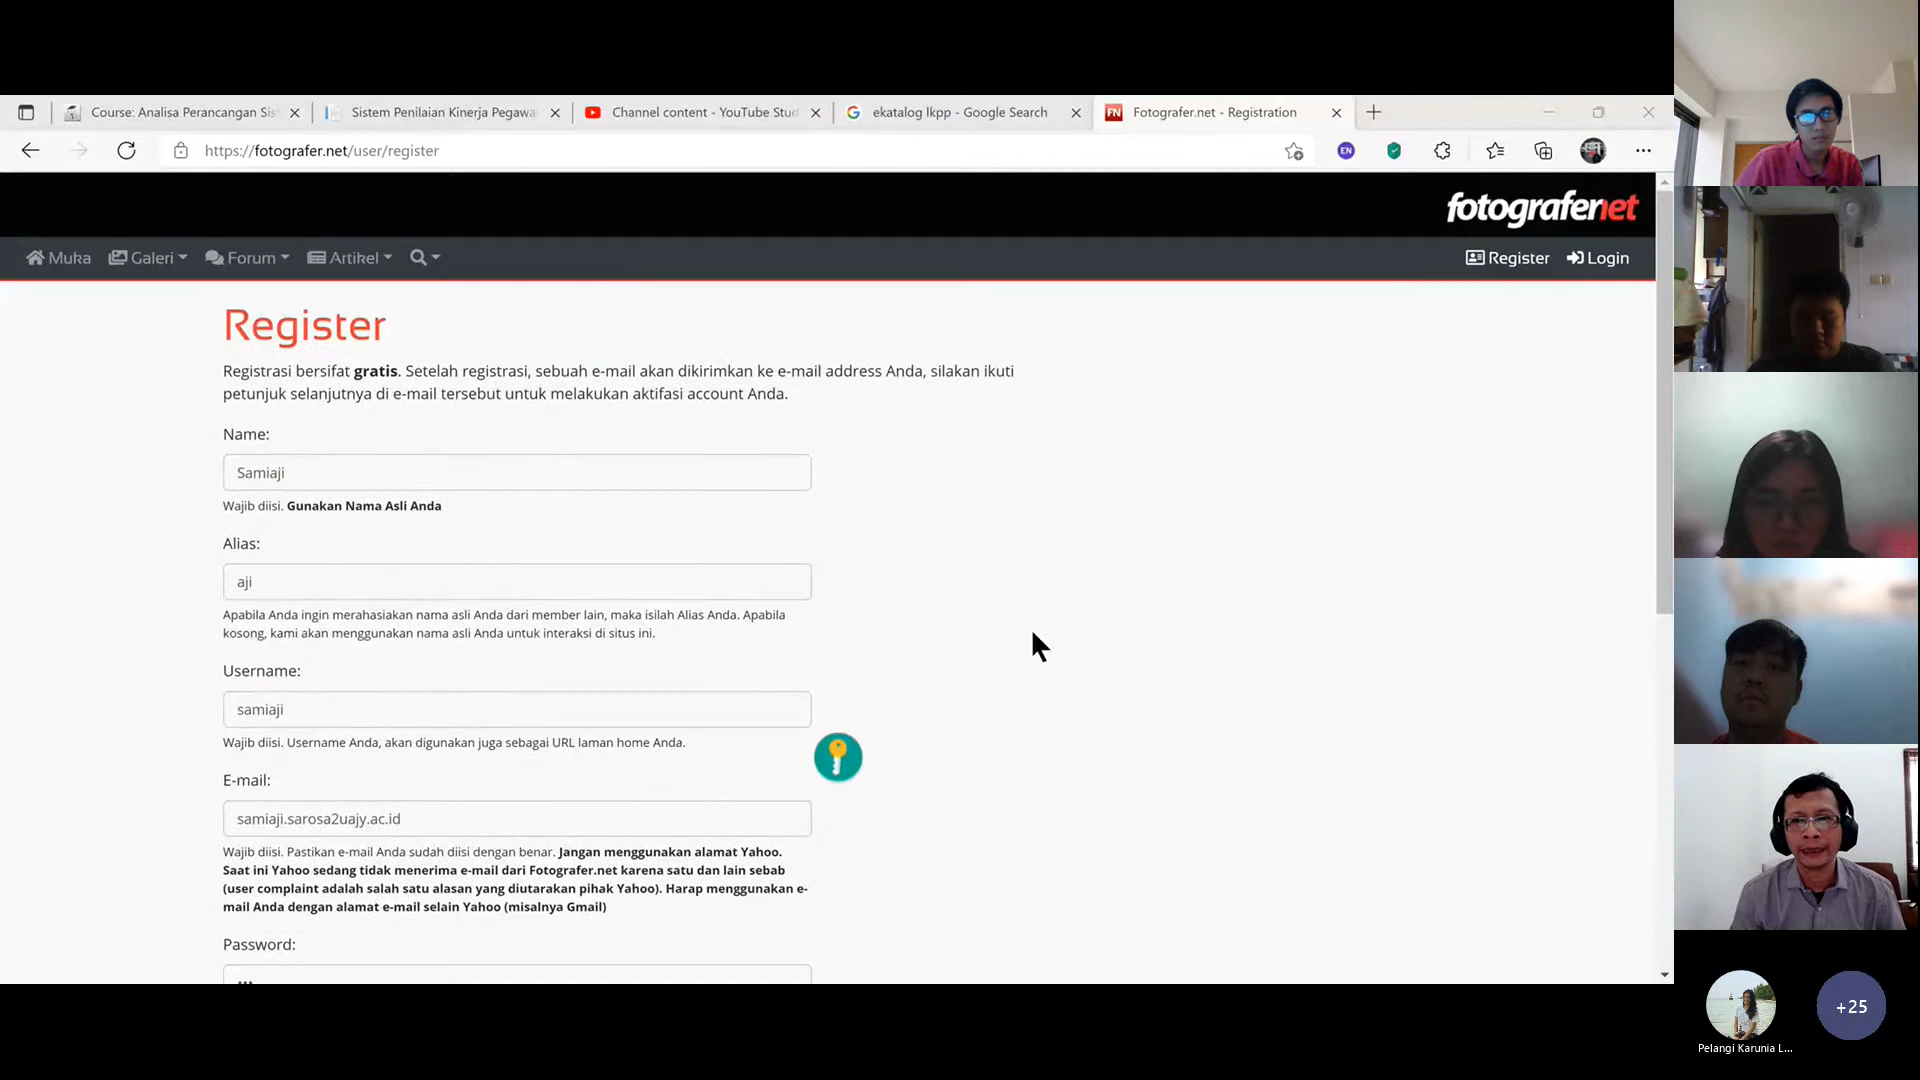 Course: Analisa Perancangan Sis
Sistem Penilaian Kinerja Pegawa
Channel content - YouTube Stud
ekatalog lkpp - Google Search
FN Fotografer.net - Registration
https://fotografer.net/user/register
EN
fotografernet
Muka Galeri Forum Artikel Register Login
Register
Registrasi bersifat gratis. Setelah registrasi, sebuah e-mail akan dikirimkan ke e-mail address Anda, silakan ikuti
petunjuk selanjutnya di e-mail tersebut untuk melakukan aktifasi account Anda.
Name:
Samiaji
Wajib diisi. Gunakan Nama Asli Anda
Alias:
aji
Apabila Anda ingin merahasiakan nama asli Anda dari member lain, maka isilah Alias Anda. Apabila
kosong, kami akan menggunakan nama asli Anda untuk interaksi di situs ini.
Username:
samiaji
Wajib diisi. Username Anda, akan digunakan juga sebagai URL laman home Anda.
E-mail:
samiaji.sarosa2uajy.ac.id
Wajib diisi. Pastikan e-mail Anda sudah diisi dengan benar. Jangan menggunakan alamat Yahoo.
Saat ini Yahoo sedang tidak menerima e-mail dari Fotografer.net karena satu dan lain sebab
(user complaint adalah salah satu alasan yang diutarakan pihak Yahoo). Harap menggunakan e-
mail Anda dengan alamat e-mail selain Yahoo (misalnya Gmail)
Password:
+25
Pelangi Karunia L...